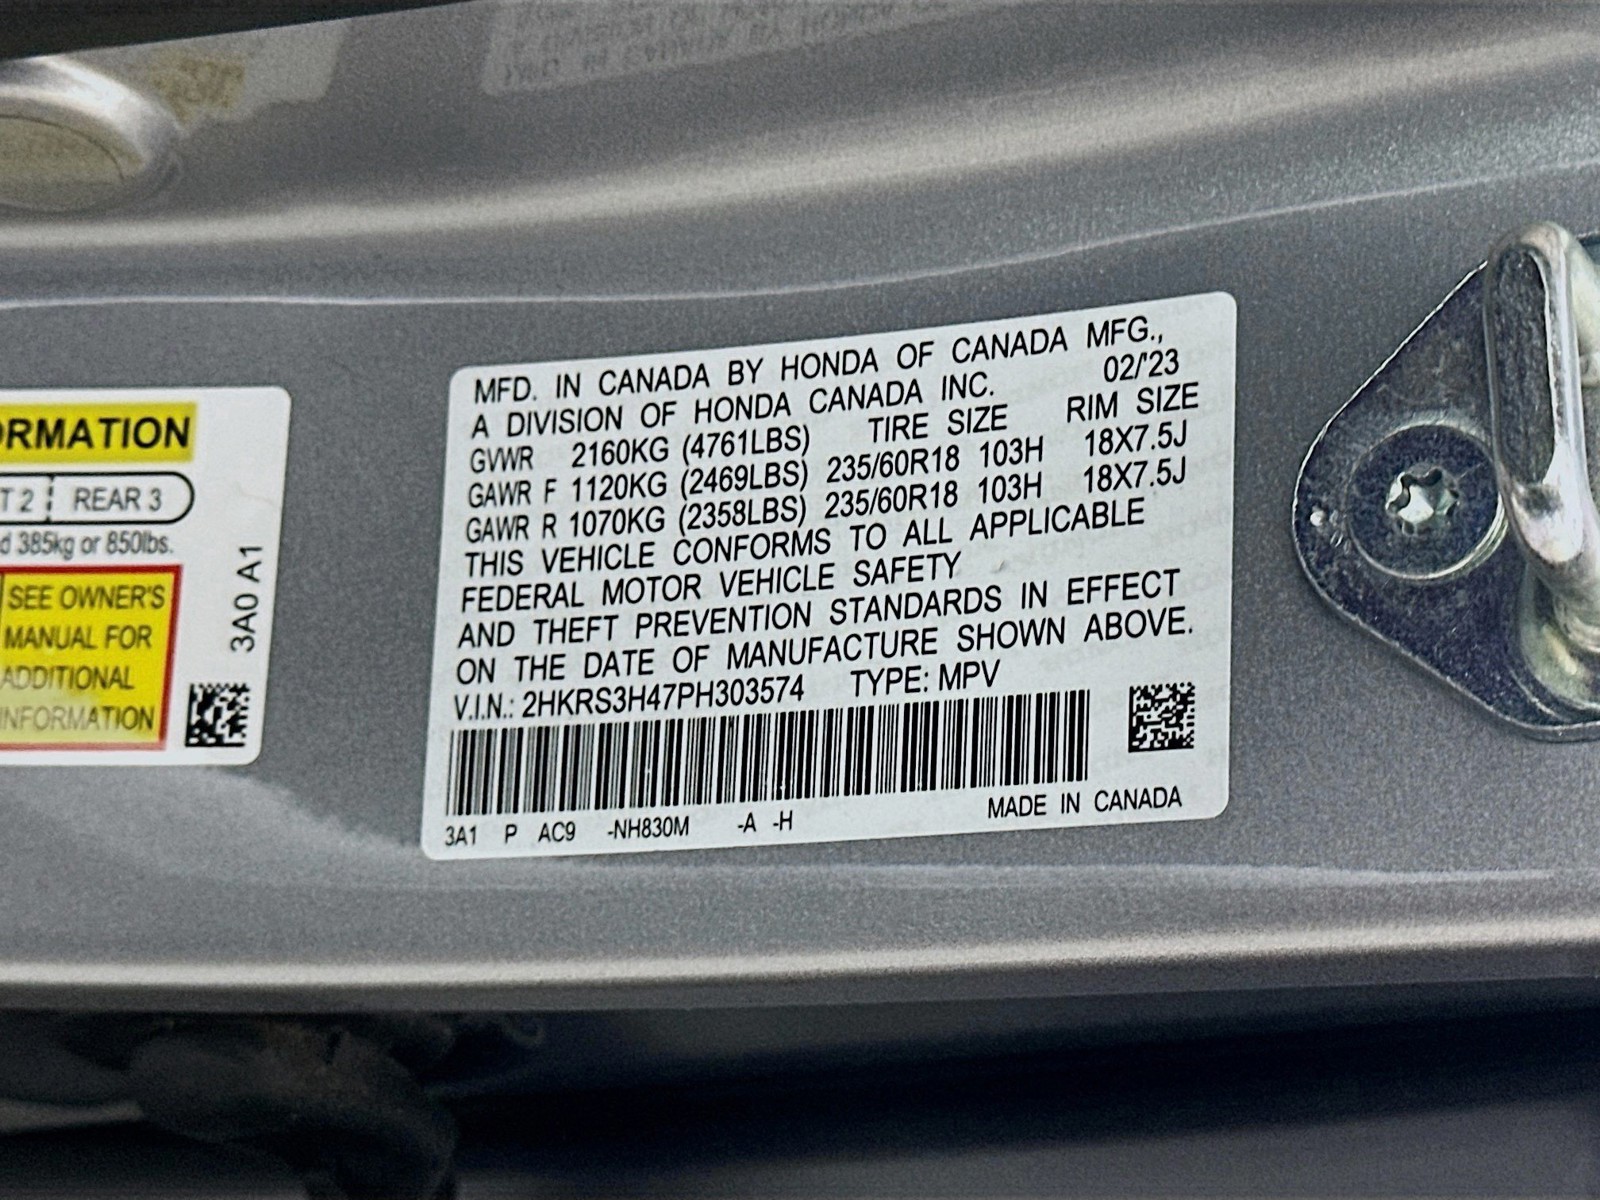 MFD. IN CANADA BY HONDA OF CANADA MFG.,
A DIVISION OF HONDA CANADA INC. 02/'23
GVWR 2160KG (4761LBS) TIRE SIZE RIM SIZE
GAWR F 1120KG (2469LBS) 235/60R18 103H 18X7.5J
GAWR R 1070KG (2358LBS) 235/60R18 103H 18X7.5J
THIS VEHICLE CONFORMS TO ALL APPLICABLE
FEDERAL MOTOR VEHICLE SAFETY
AND THEFT PREVENTION STANDARDS IN EFFECT
ON THE DATE OF MANUFACTURE SHOWN ABOVE.
V.I.N.: 2HKRS3H47PH303574 TYPE: MPV
3A1 P AC9 -NH830M -A -H MADE IN CANADA
ORMATION
T 2 REAR 3
d 385kg or 850lbs.
SEE OWNER'S
MANUAL FOR
ADDITIONAL
INFORMATION
3A0 A1